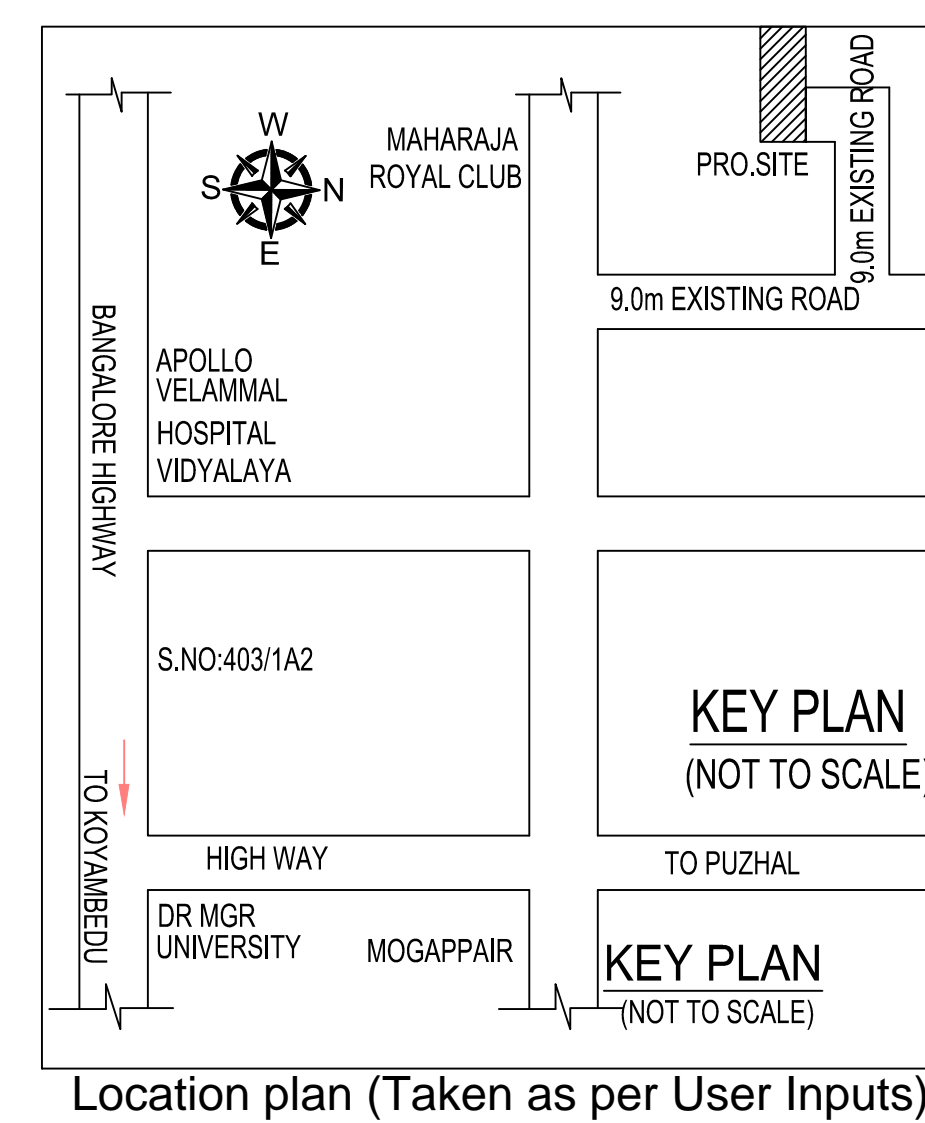 W
S
N
E
MAHARAJA
ROYAL CLUB
PRO.SITE
9.0m EXISTING ROAD
9.0m EXISTING ROAD
BANGALORE HIGHWAY
APOLLO
VELAMMAL
HOSPITAL
VIDYALAYA
S.NO:403/1A2
KEY PLAN
(NOT TO SCALE)
TO KOYAMBEDU
HIGH WAY
TO PUZHAL
DR MGR
UNIVERSITY
MOGAPPAIR
KEY PLAN
(NOT TO SCALE)
Location plan (Taken as per User Inputs)